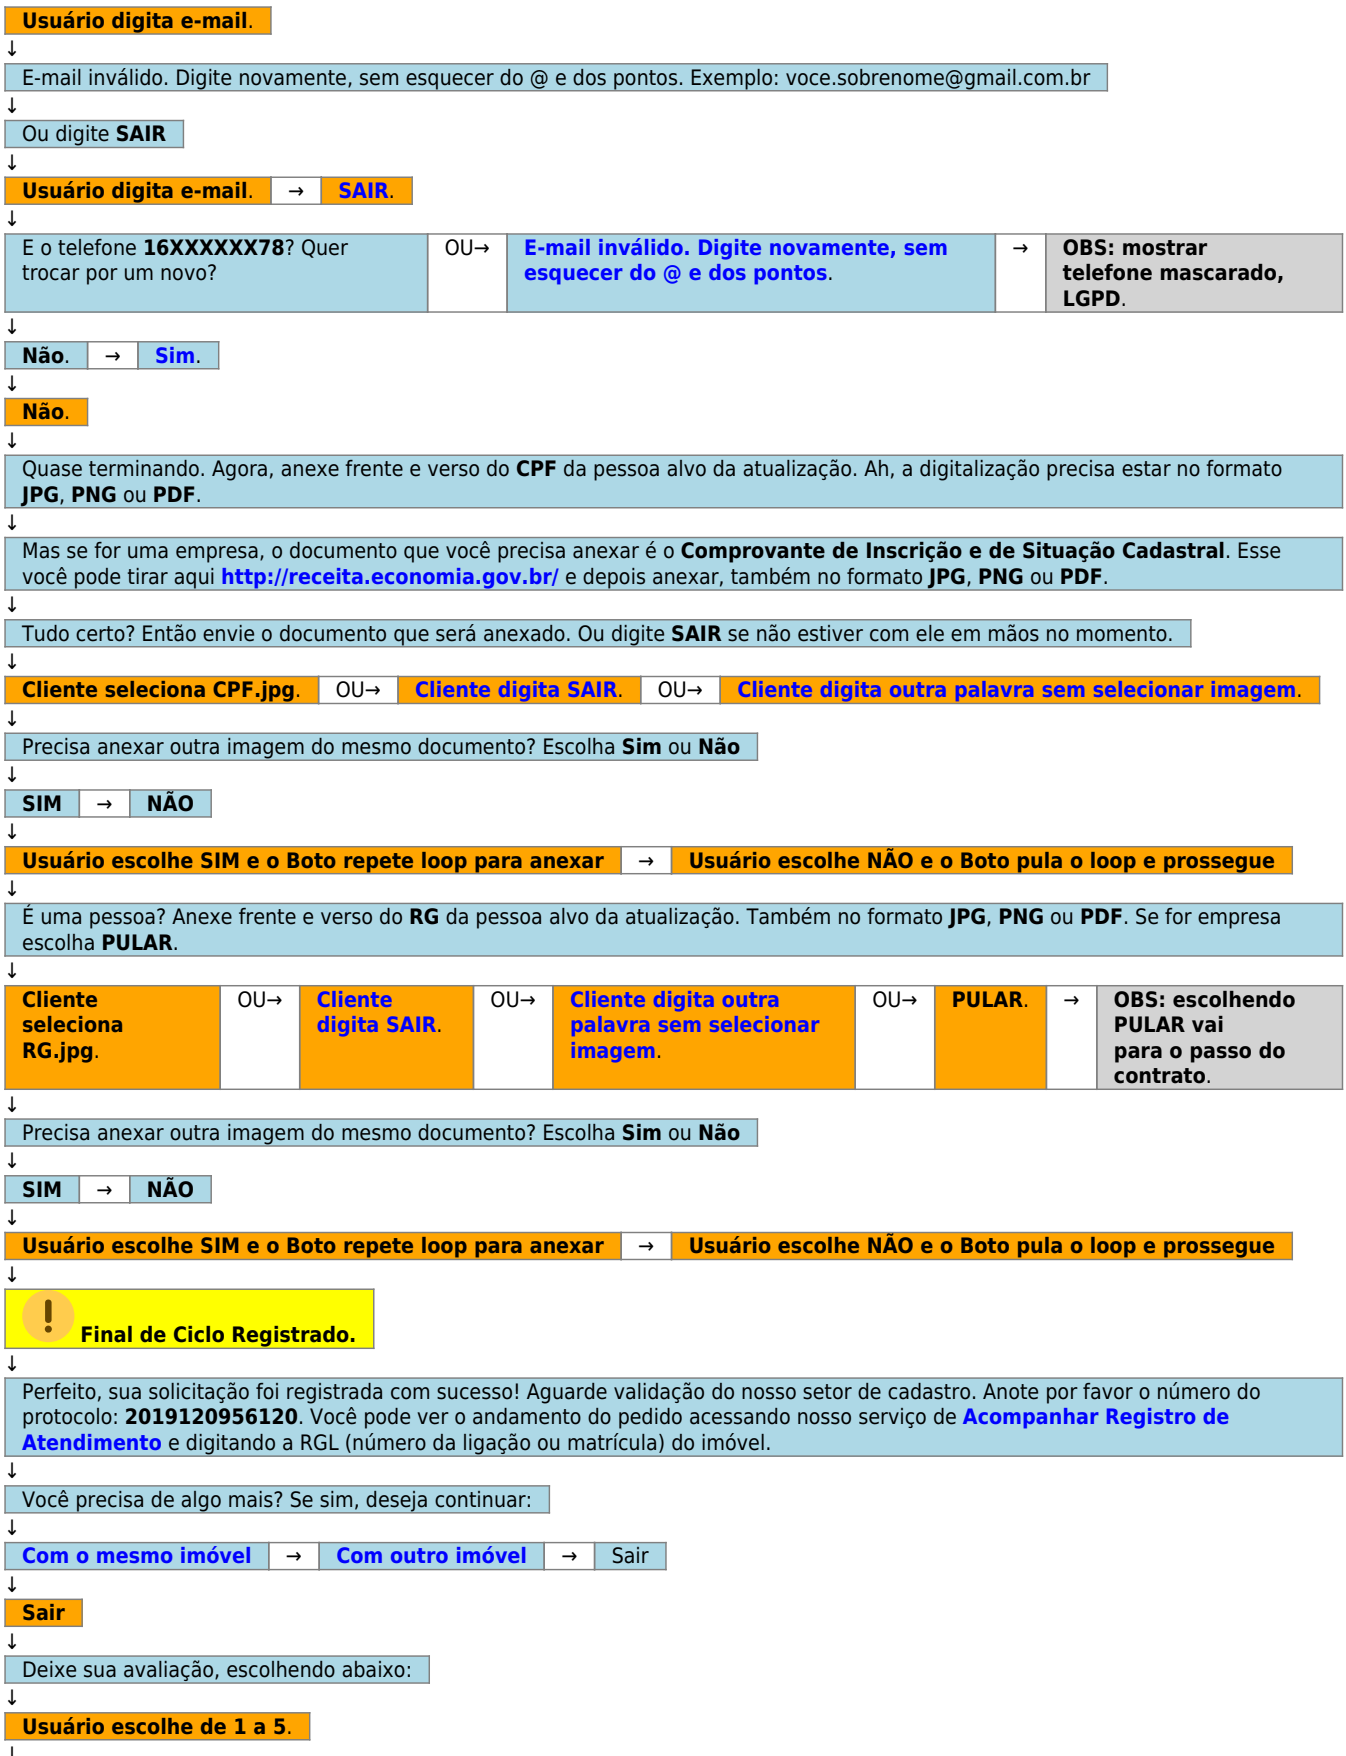 Usuário digita e-mail.
↓
E-mail inválido. Digite novamente, sem esquecer do @ e dos pontos. Exemplo: voce.sobrenome@gmail.com.br
↓
Ou digite SAIR
↓
Usuário digita e-mail. → SAIR.
↓
E o telefone 16XXXXXX78? Quer OU→ E-mail inválido. Digite novamente, sem → OBS: mostrar
trocar por um novo? esquecer do @ e dos pontos. telefone mascarado,
LGPD.
↓
Não. → Sim.
↓
Não.
↓
Quase terminando. Agora, anexe frente e verso do CPF da pessoa alvo da atualização. Ah, a digitalização precisa estar no formato
JPG, PNG ou PDF.
↓
Mas se for uma empresa, o documento que você precisa anexar é o Comprovante de Inscrição e de Situação Cadastral. Esse
você pode tirar aqui http://receita.economia.gov.br/ e depois anexar, também no formato JPG, PNG ou PDF.
↓
Tudo certo? Então envie o documento que será anexado. Ou digite SAIR se não estiver com ele em mãos no momento.
↓
Cliente seleciona CPF.jpg. OU→ Cliente digita SAIR. OU→ Cliente digita outra palavra sem selecionar imagem.
↓
Precisa anexar outra imagem do mesmo documento? Escolha Sim ou Não
↓
SIM → NÃO
↓
Usuário escolhe SIM e o Boto repete loop para anexar → Usuário escolhe NÃO e o Boto pula o loop e prossegue
↓
É uma pessoa? Anexe frente e verso do RG da pessoa alvo da atualização. Também no formato JPG, PNG ou PDF. Se for empresa
escolha PULAR.
↓
Cliente OU→ Cliente OU→ Cliente digita outra OU→ PULAR. → OBS: escolhendo
seleciona digita SAIR. palavra sem selecionar PULAR vai
RG.jpg. imagem. para o passo do
contrato.
↓
Precisa anexar outra imagem do mesmo documento? Escolha Sim ou Não
↓
SIM → NÃO
↓
Usuário escolhe SIM e o Boto repete loop para anexar → Usuário escolhe NÃO e o Boto pula o loop e prossegue
↓
! Final de Ciclo Registrado.
↓
Perfeito, sua solicitação foi registrada com sucesso! Aguarde validação do nosso setor de cadastro. Anote por favor o número do
protocolo: 2019120956120. Você pode ver o andamento do pedido acessando nosso serviço de Acompanhar Registro de
Atendimento e digitando a RGL (número da ligação ou matrícula) do imóvel.
↓
Você precisa de algo mais? Se sim, deseja continuar:
↓
Com o mesmo imóvel → Com outro imóvel → Sair
↓
Sair
↓
Deixe sua avaliação, escolhendo abaixo:
↓
Usuário escolhe de 1 a 5.
↓